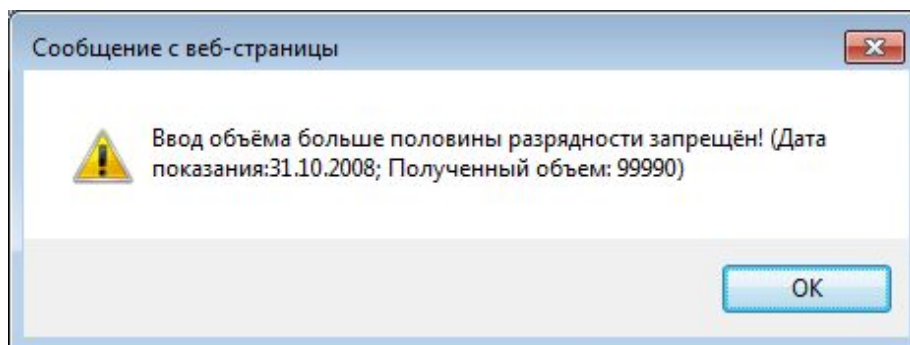 Сообщение с веб-страницы
Ввод объёма больше половины разрядности запрещён! (Дата
показания:31.10.2008; Полученный объем: 99990)
OK